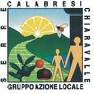 SERRE
CALABRESI
CHIARAVALLE
GRUPPO AZIONE LOCALE